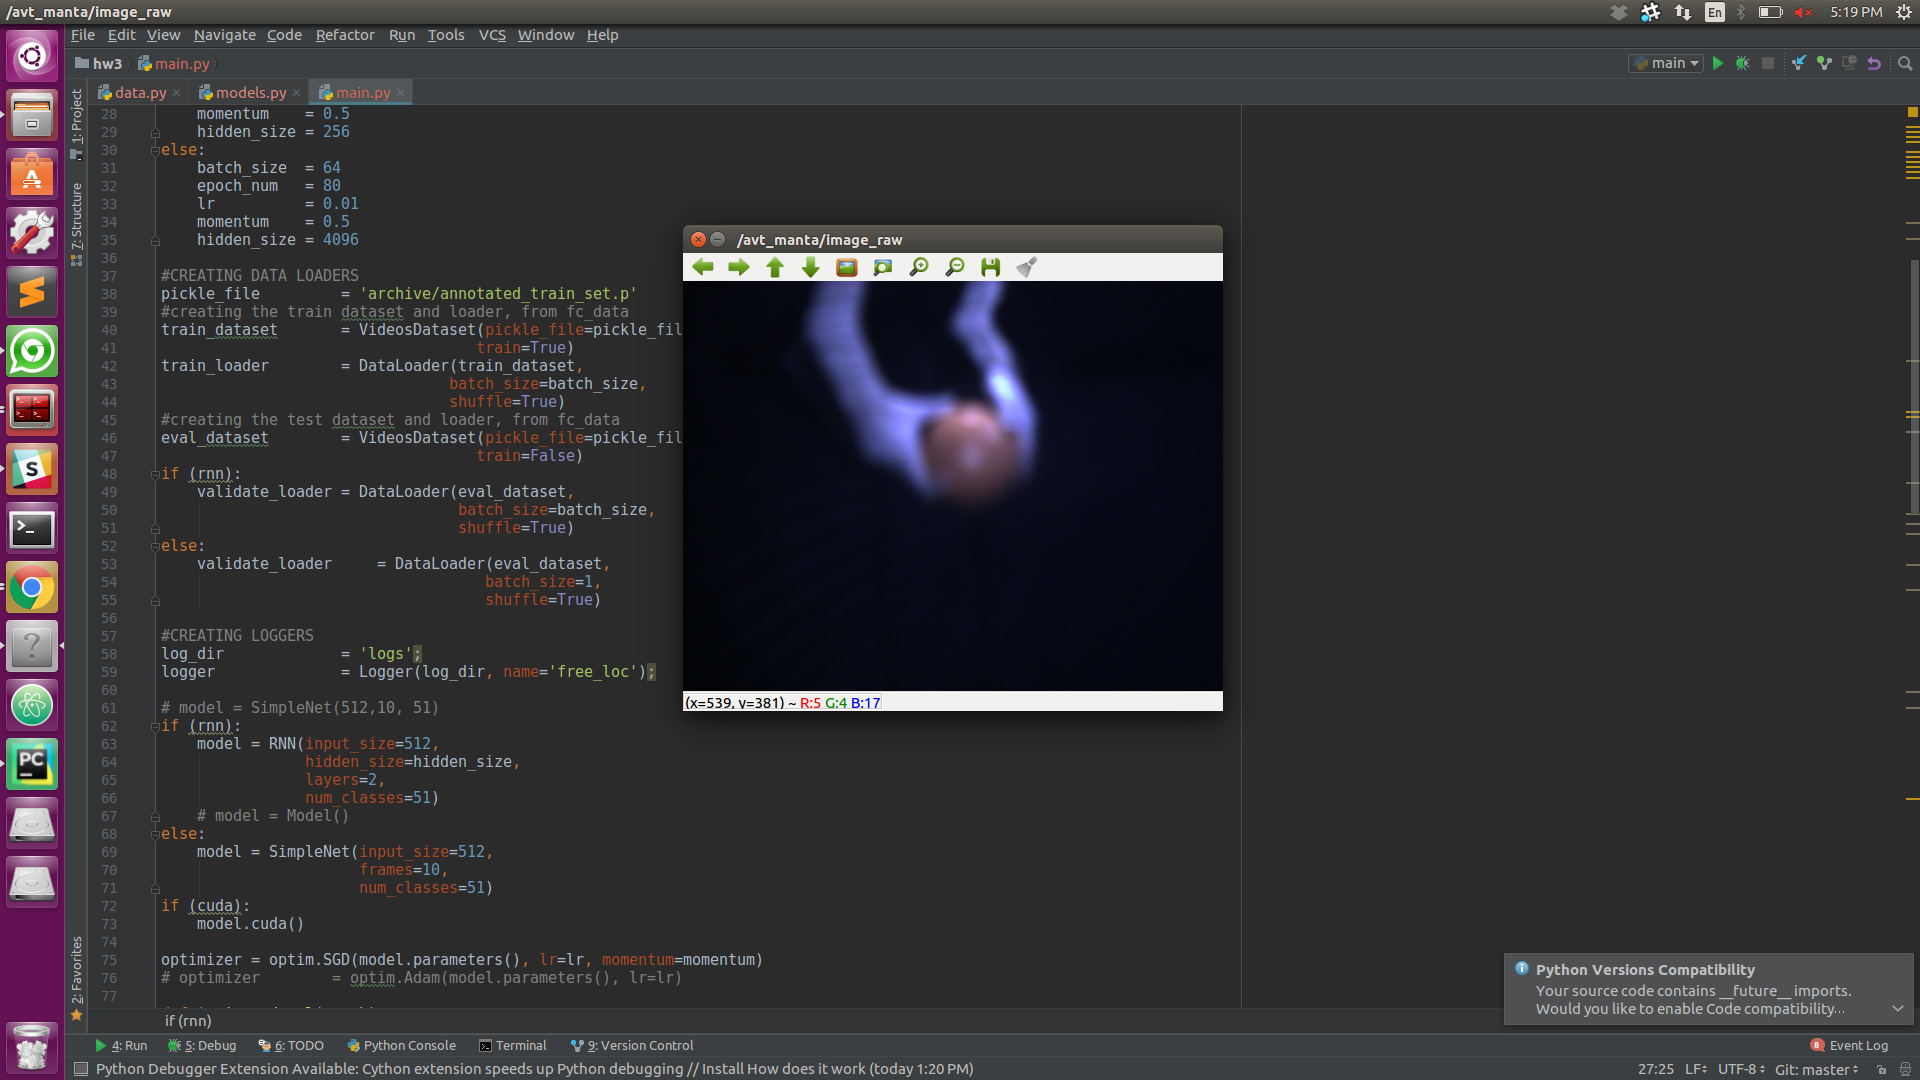 /avt_manta/image_raw
En 5:19 PM
File Edit View Navigate Code Refactor Run Tools VCS Window Help
hw3 main.py
main
data.py models.py main.py
1: Project
7: Structure
2: Favorites
28 momentum = 0.5
29 hidden_size = 256
30 else:
31 batch_size = 64
32 epoch_num = 80
33 lr = 0.01
34 momentum = 0.5
35 hidden_size = 4096
36
37 #CREATING DATA LOADERS
38 pickle_file = 'archive/annotated_train_set.p'
39 #creating the train dataset and loader, from fc_data
40 train_dataset = VideosDataset(pickle_file=pickle_fil
41 train=True)
42 train_loader = DataLoader(train_dataset,
43 batch_size=batch_size,
44 shuffle=True)
45 #creating the test dataset and loader, from fc_data
46 eval_dataset = VideosDataset(pickle_file=pickle_fil
47 train=False)
48 if (rnn):
49 validate_loader = DataLoader(eval_dataset,
50 batch_size=batch_size,
51 shuffle=True)
52 else:
53 validate_loader = DataLoader(eval_dataset,
54 batch_size=1,
55 shuffle=True)
56
57 #CREATING LOGGERS
58 log_dir = 'logs';
59 logger = Logger(log_dir, name='free_loc');
60
61 # model = SimpleNet(512,10, 51)
62 if (rnn):
63 model = RNN(input_size=512,
64 hidden_size=hidden_size,
65 layers=2,
66 num_classes=51)
67 # model = Model()
68 else:
69 model = SimpleNet(input_size=512,
70 frames=10,
71 num_classes=51)
72 if (cuda):
73 model.cuda()
74
75 optimizer = optim.SGD(model.parameters(), lr=lr, momentum=momentum)
76 # optimizer = optim.Adam(model.parameters(), lr=lr)
77
/avt_manta/image_raw
(x=539, y=381) ~ R:5 G:4 B:17
Python Versions Compatibility
Your source code contains __future__ imports.
Would you like to enable Code compatibility...
if (rnn)
4: Run 5: Debug 6: TODO Python Console Terminal 9: Version Control 8 Event Log
Python Debugger Extension Available: Cython extension speeds up Python debugging // Install How does it work (today 1:20 PM) 27:25 LF UTF-8 Git: master